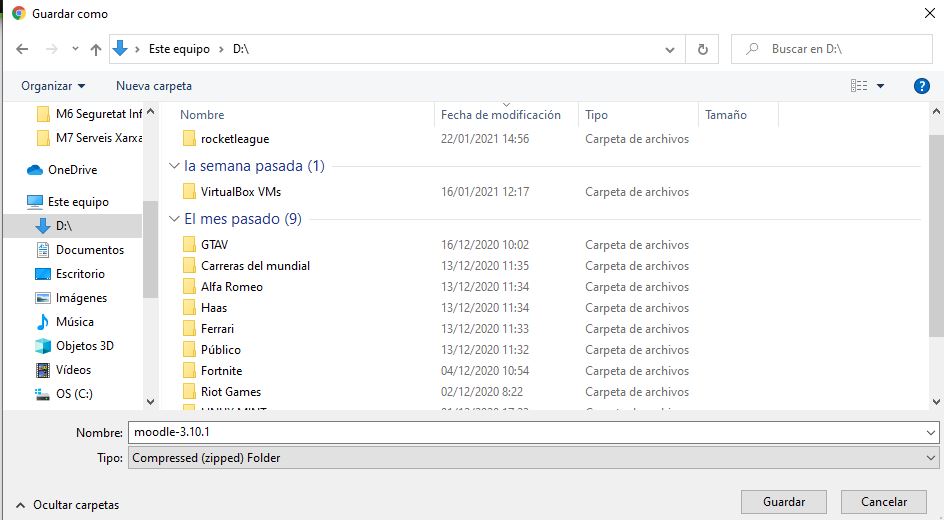 Guardar como
Este equipo > D:\
Buscar en D:\
Organizar
Nueva carpeta
Nombre
Fecha de modificación
Tipo
Tamaño
M6 Seguretat Inf
M7 Serveis Xarxa
OneDrive
Este equipo
D:\
Documentos
Escritorio
Imágenes
Música
Objetos 3D
Vídeos
OS (C:)
rocketleague 22/01/2021 14:56 Carpeta de archivos
la semana pasada (1)
VirtualBox VMs 16/01/2021 12:17 Carpeta de archivos
El mes pasado (9)
GTAV 16/12/2020 10:02 Carpeta de archivos
Carreras del mundial 13/12/2020 11:35 Carpeta de archivos
Alfa Romeo 13/12/2020 11:34 Carpeta de archivos
Haas 13/12/2020 11:34 Carpeta de archivos
Ferrari 13/12/2020 11:33 Carpeta de archivos
Público 13/12/2020 11:32 Carpeta de archivos
Fortnite 04/12/2020 10:54 Carpeta de archivos
Riot Games 02/12/2020 8:22 Carpeta de archivos
Nombre: moodle-3.10.1
Tipo: Compressed (zipped) Folder
Ocultar carpetas
Guardar
Cancelar